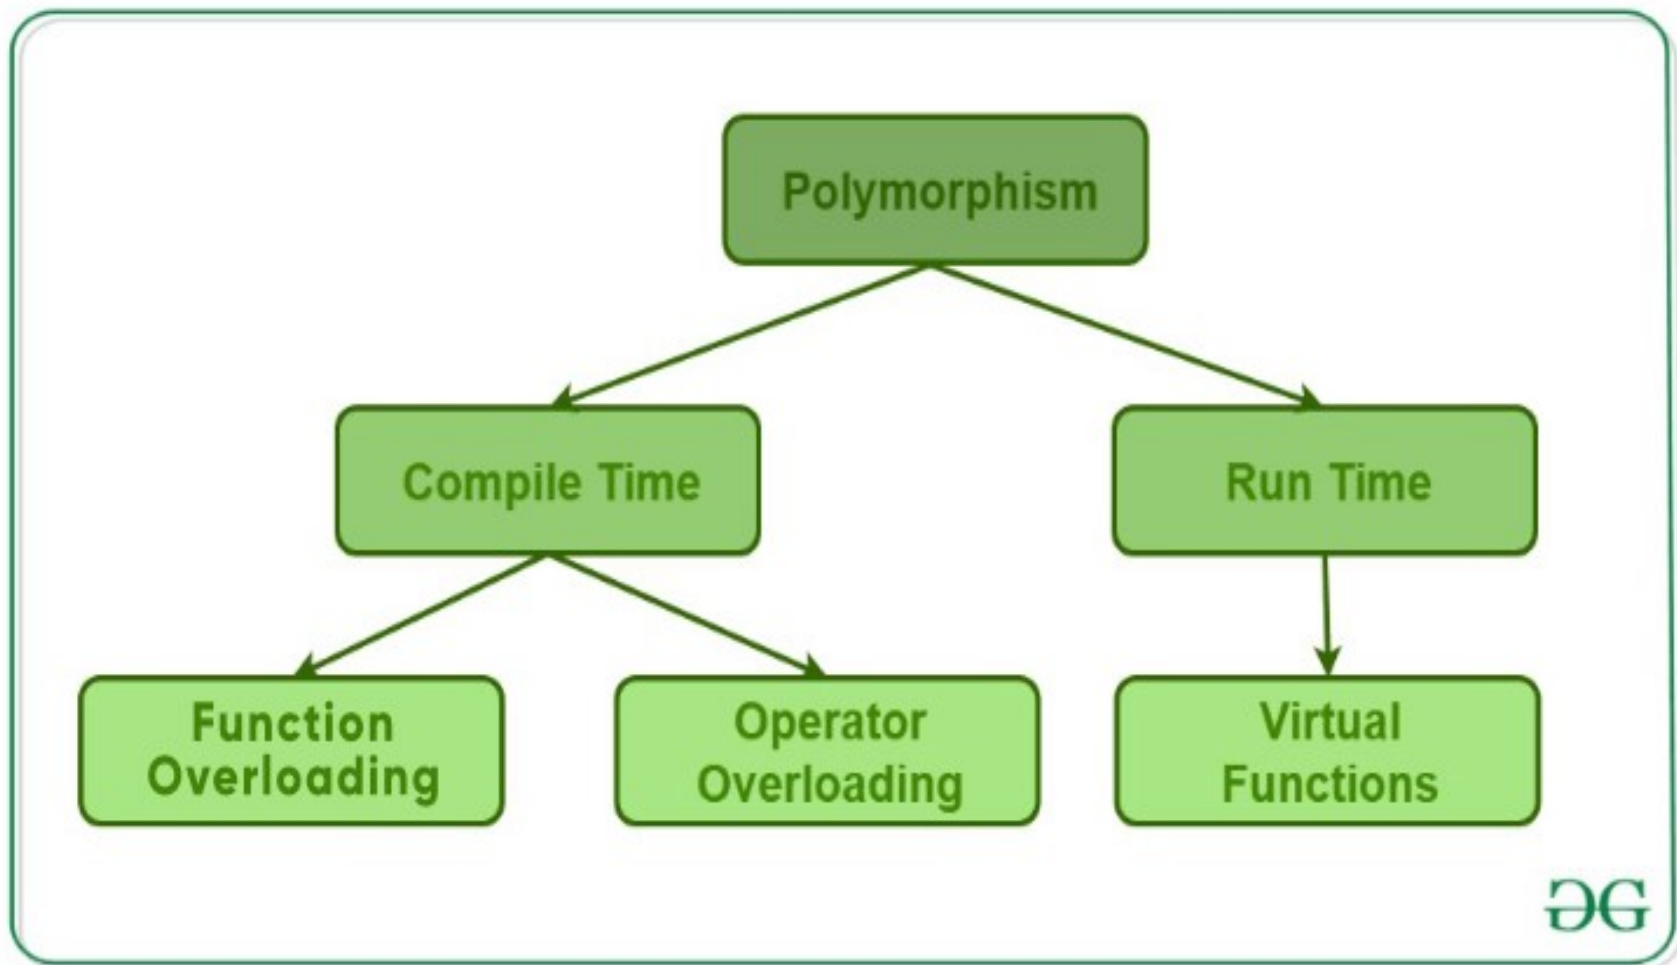 Polymorphism
Compile Time
Run Time
Function
Overloading
Operator
Overloading
Virtual
Functions